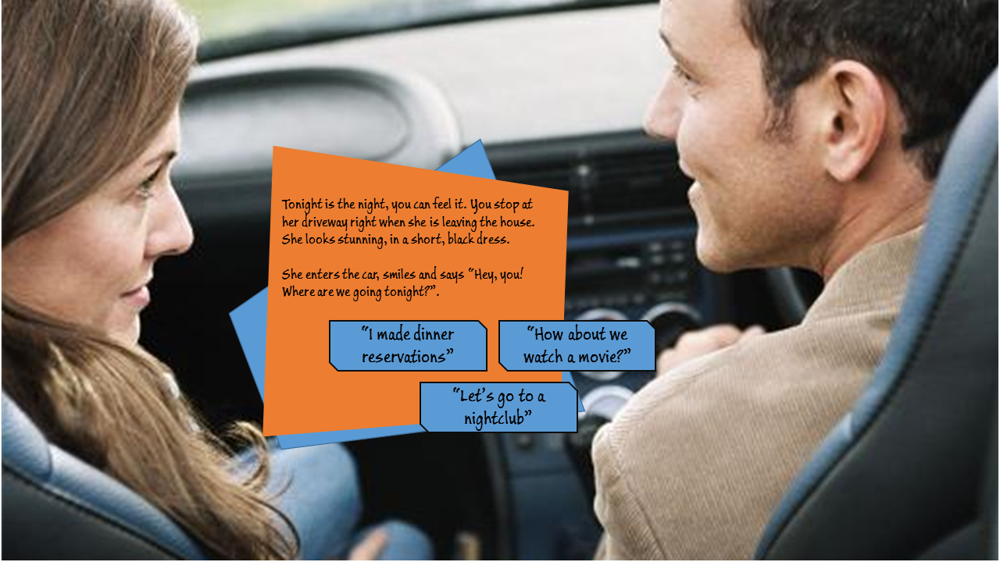 Tonight is the night, you can feel it. You stop at
her driveway right when she is leaving the house.
She looks stunning, in a short, black dress.
She enters the car, smiles and says “Hey, you!
Where are we going tonight?”.
“I made dinner
reservations”
“How about we
watch a movie?”
“Let’s go to a
nightclub”